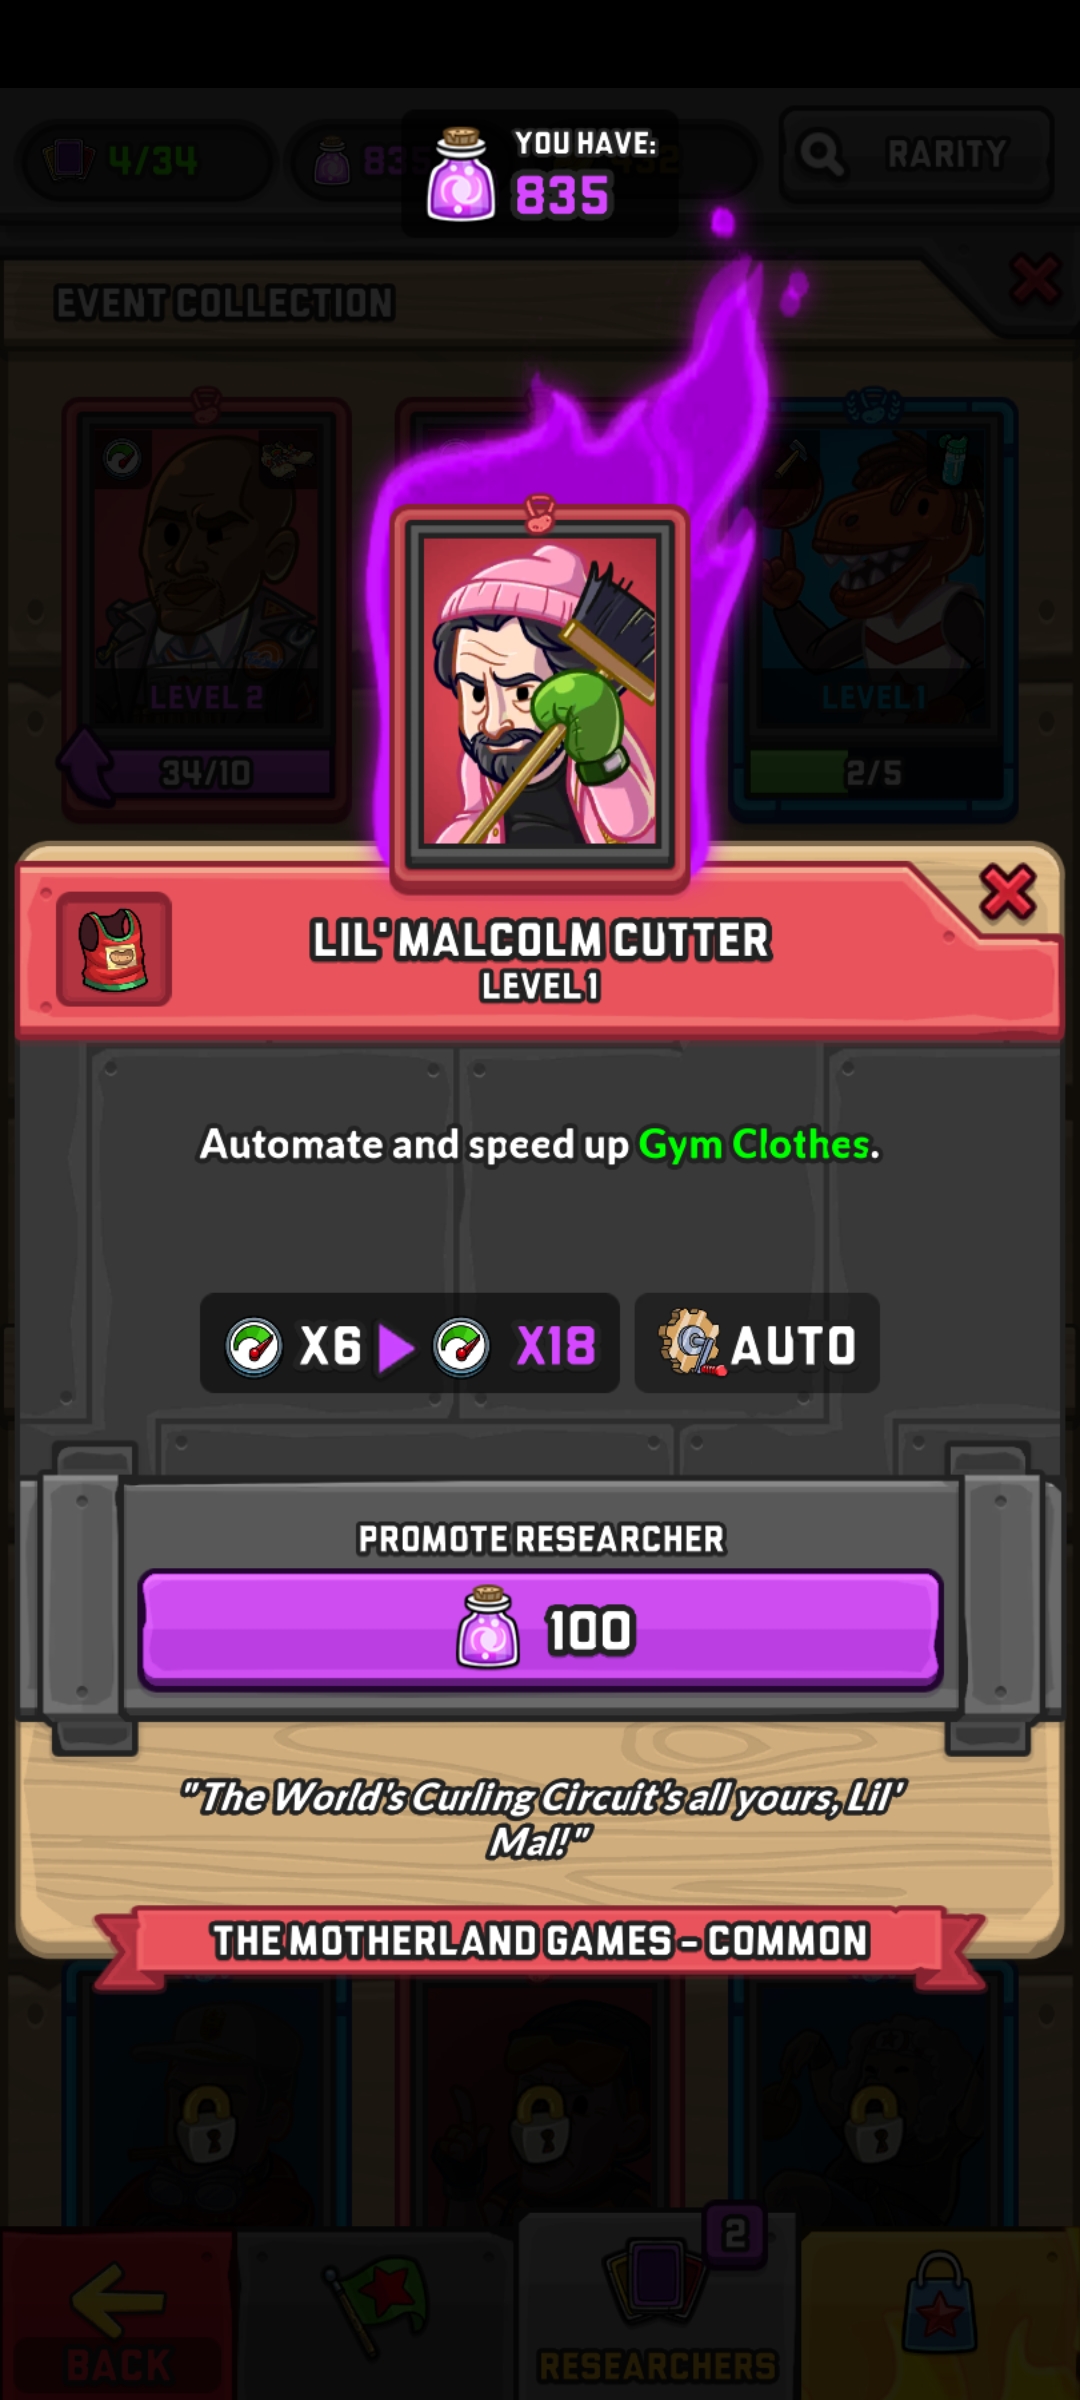 4/34
83
YOU HAVE:
835
RARITY
EVENT COLLECTION
LEVEL 2
34/10
LEVEL 1
2/5
LIL' MALCOLM CUTTER
LEVEL 1
Automate and speed up Gym Clothes.
X6
X18
AUTO
PROMOTE RESEARCHER
100
"The World's Curling Circuit's all yours, Lil'
Mal!"
THE MOTHERLAND GAMES - COMMON
2
BACK
RESEARCHERS